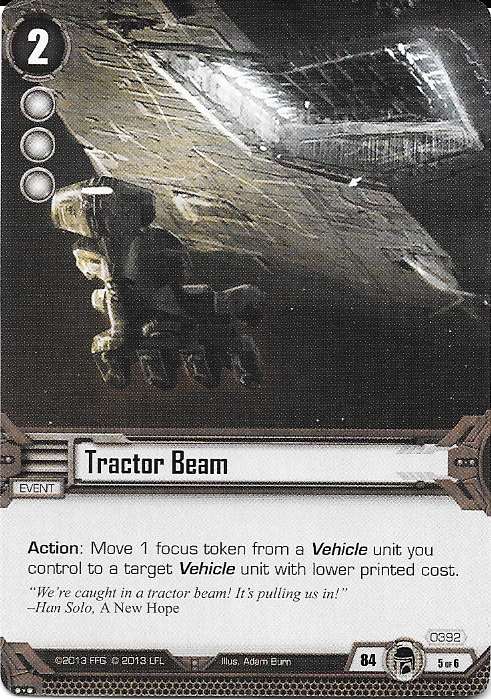 2
Tractor Beam
EVENT
Action: Move 1 focus token from a Vehicle unit you
control to a target Vehicle unit with lower printed cost.
"We're caught in a tractor beam! It's pulling us in!"
–Han Solo, A New Hope
0392
©2013 FFG © 2013 LFL
Illus. Adam Burn
84
5 of 6